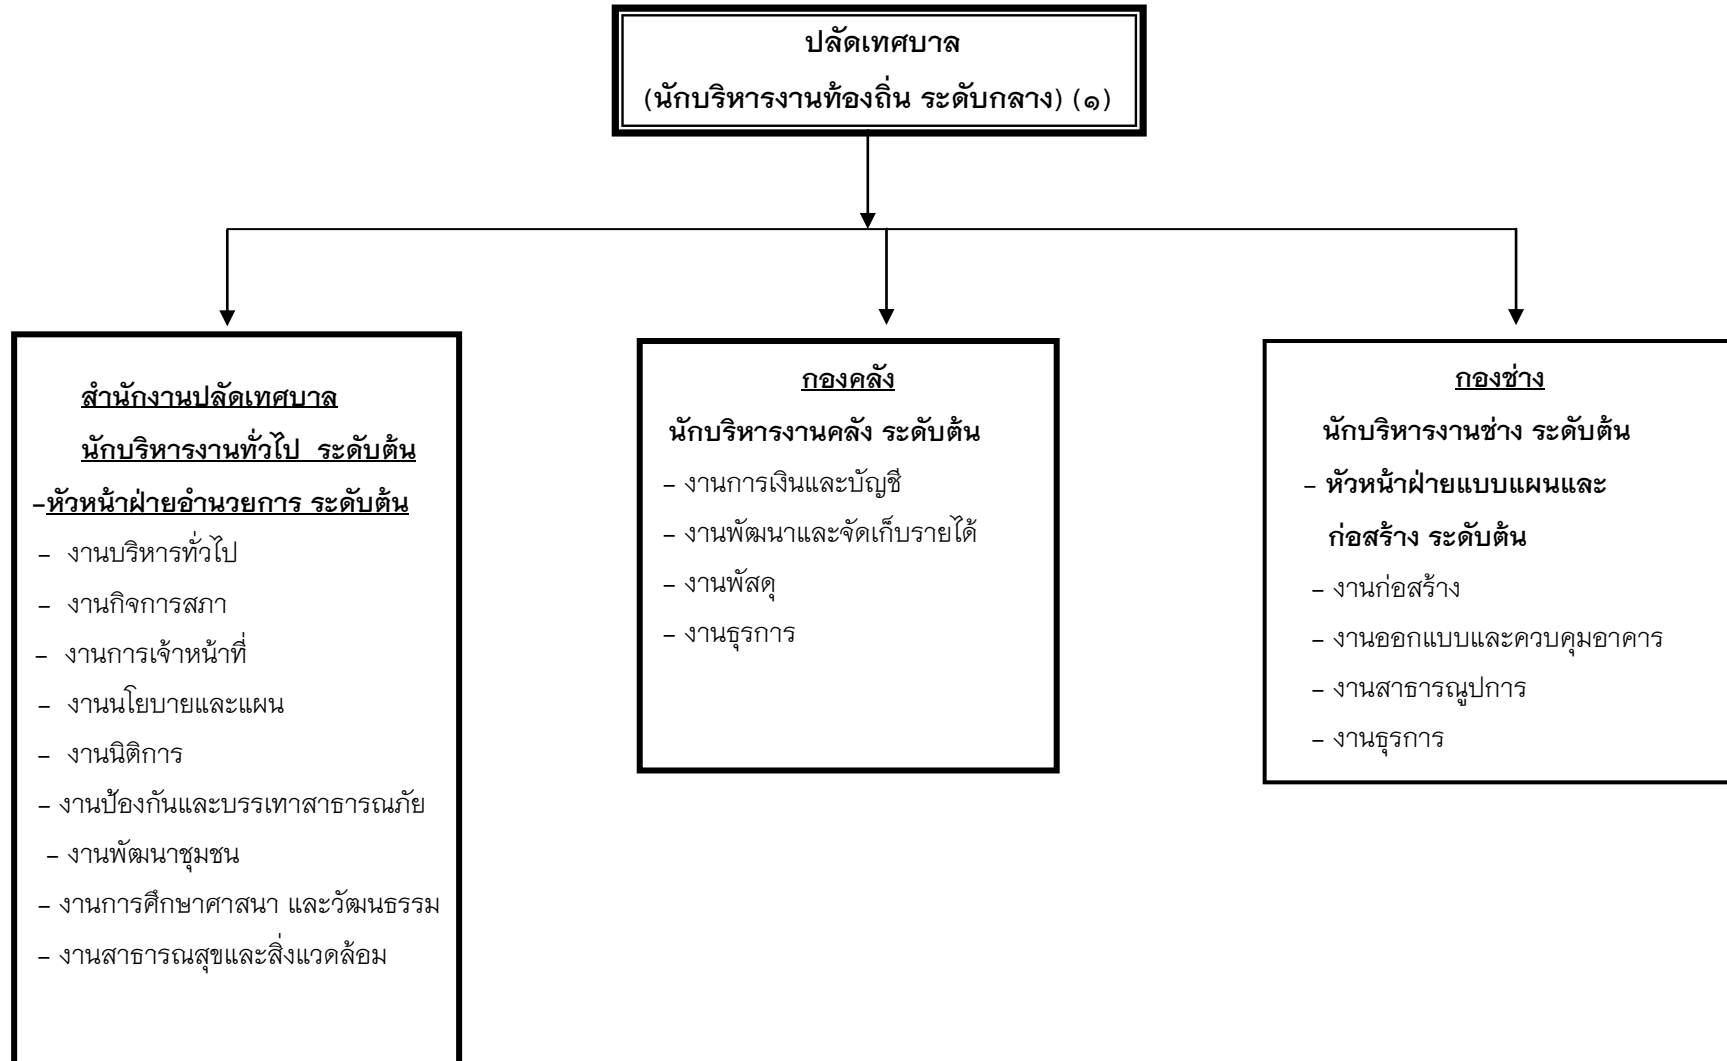 ปลัดเทศบาล
(นักบริหารงานท้องถิ่น ระดับกลาง) (๑)
สำนักงานปลัดเทศบาล
นักบริหารงานทั่วไป  ระดับต้น
-หัวหน้าฝ่ายอำนวยการ ระดับต้น
-  งานบริหารทั่วไป
-  งานกิจการสภา
-  งานการเจ้าหน้าที่
-  งานนโยบายและแผน
-  งานนิติการ
- งานป้องกันและบรรเทาสาธารณภัย
- งานพัฒนาชุมชน
- งานการศึกษาศาสนา และวัฒนธรรม
- งานสาธารณสุขและสิ่งแวดล้อม
กองคลัง
นักบริหารงานคลัง ระดับต้น
- งานการเงินและบัญชี
- งานพัฒนาและจัดเก็บรายได้
- งานพัสดุ
- งานธุรการ
กองช่าง
นักบริหารงานช่าง ระดับต้น
- หัวหน้าฝ่ายแบบแผนและ
ก่อสร้าง ระดับต้น
- งานก่อสร้าง
- งานออกแบบและควบคุมอาคาร
- งานสาธารณูปการ
- งานธุรการ